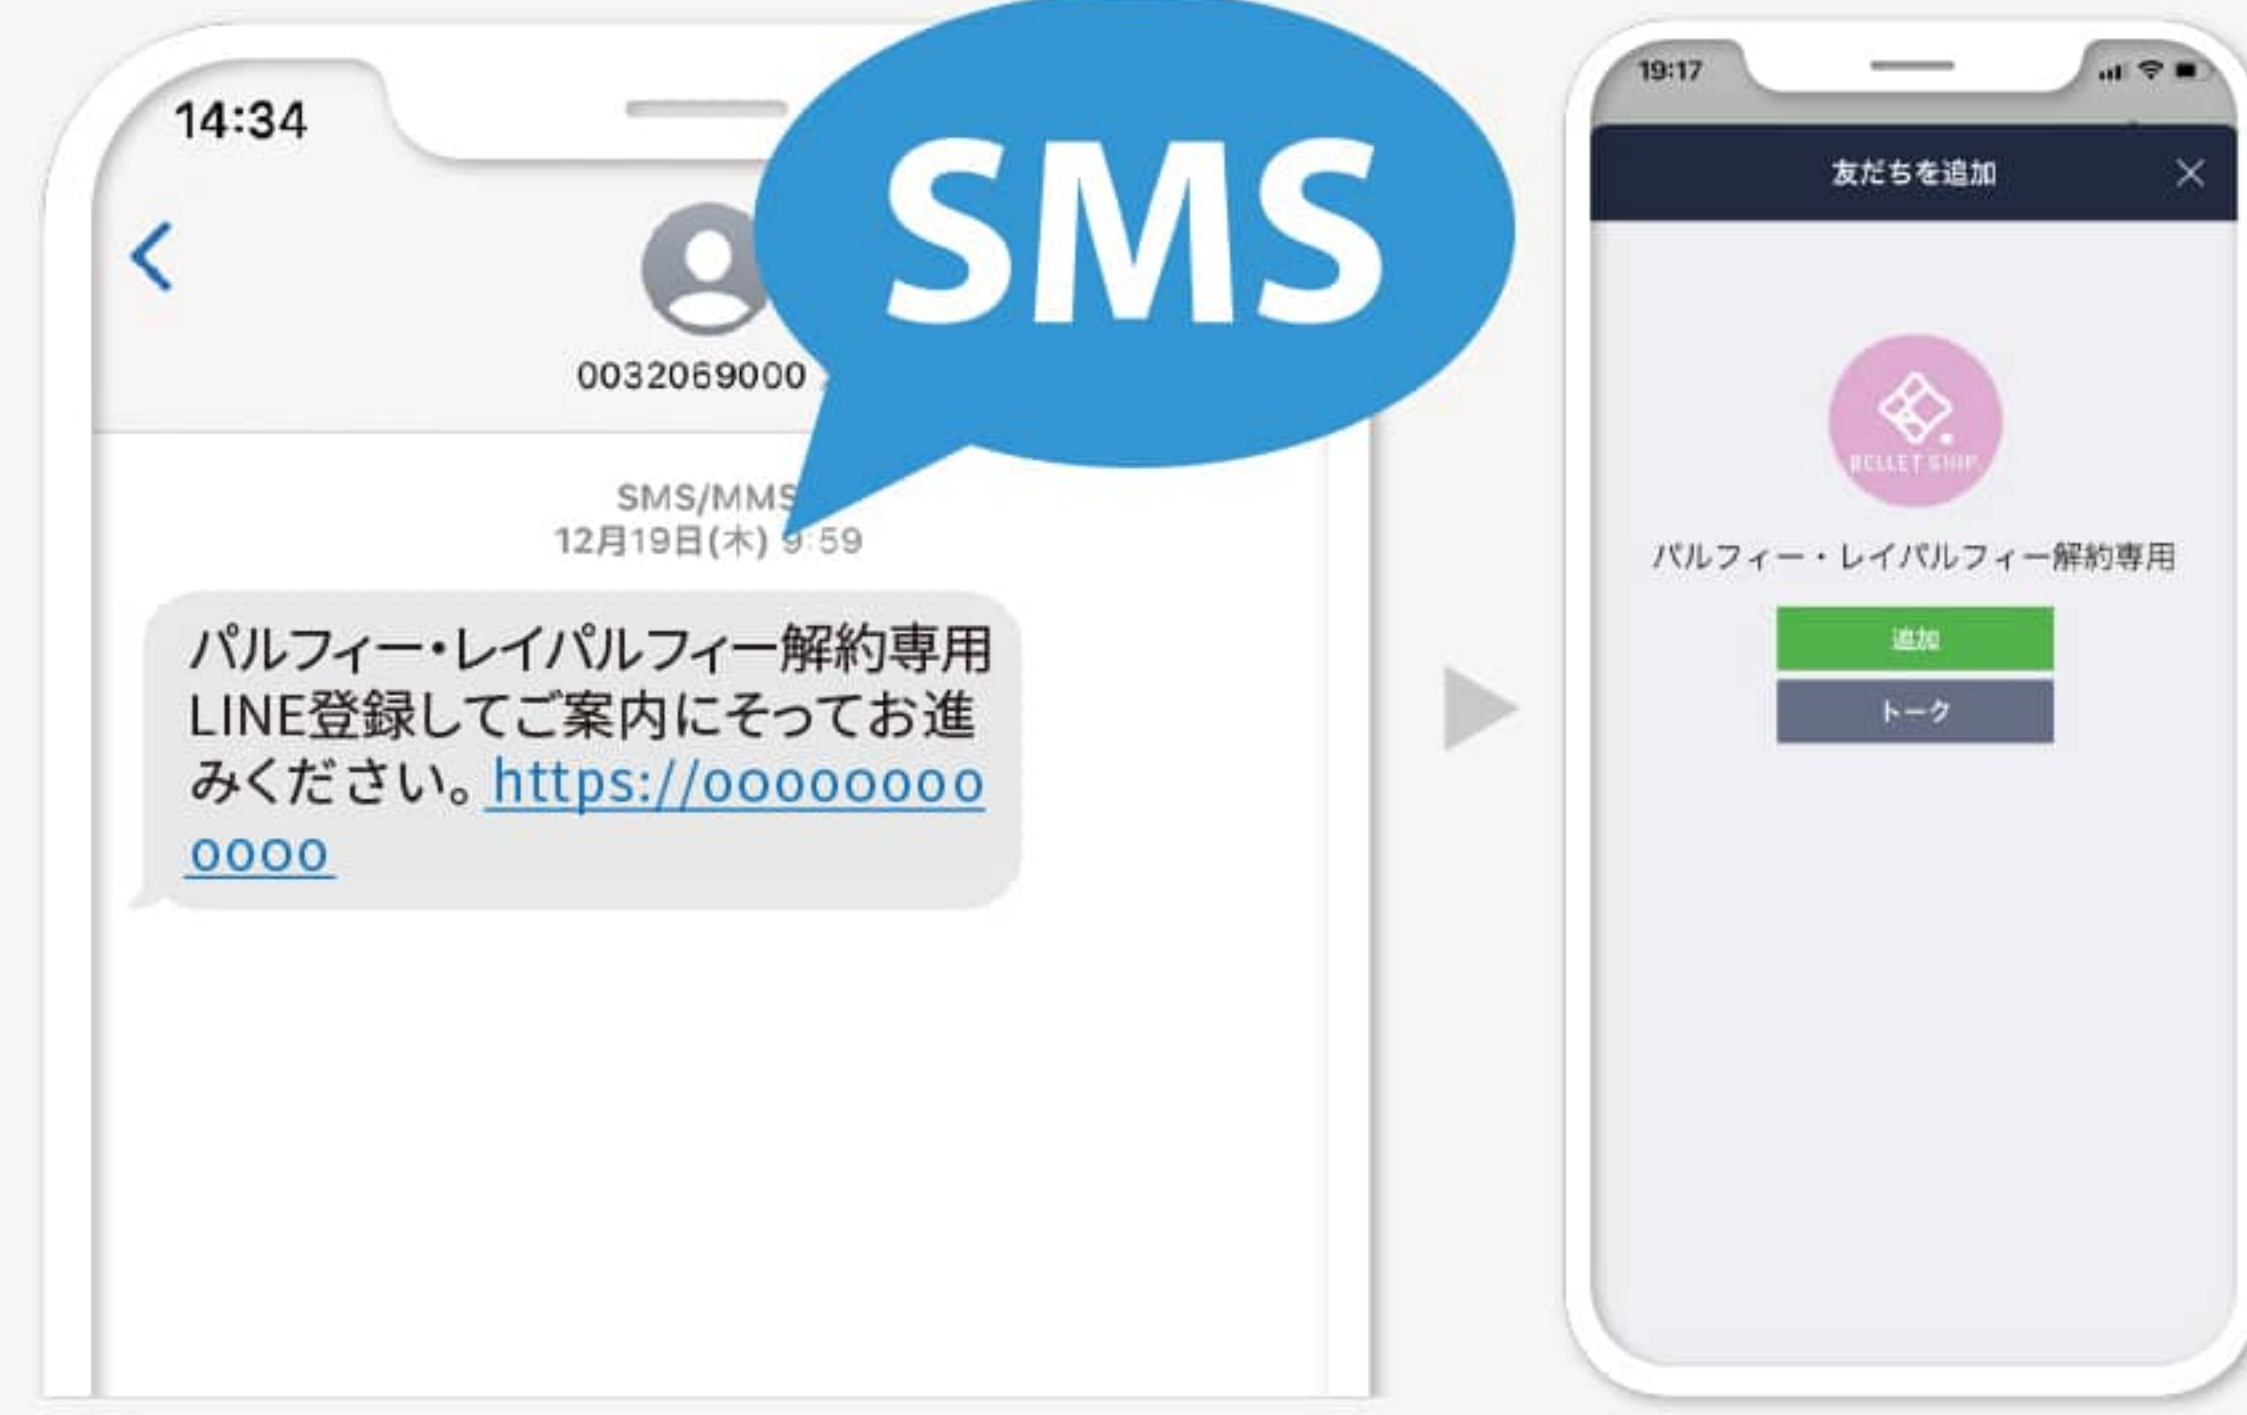 14:34
SMS
0032069000
SMS/MMS
12月19日(木) 9:59
パルフィー・レイパルフィー解約専用
LINE登録してご案内にそってお進
みください。https://oooooooo
oooo
19:17
友だちを追加
BELLET SHIP
パルフィー・レイパルフィー解約専用
追加
トーク